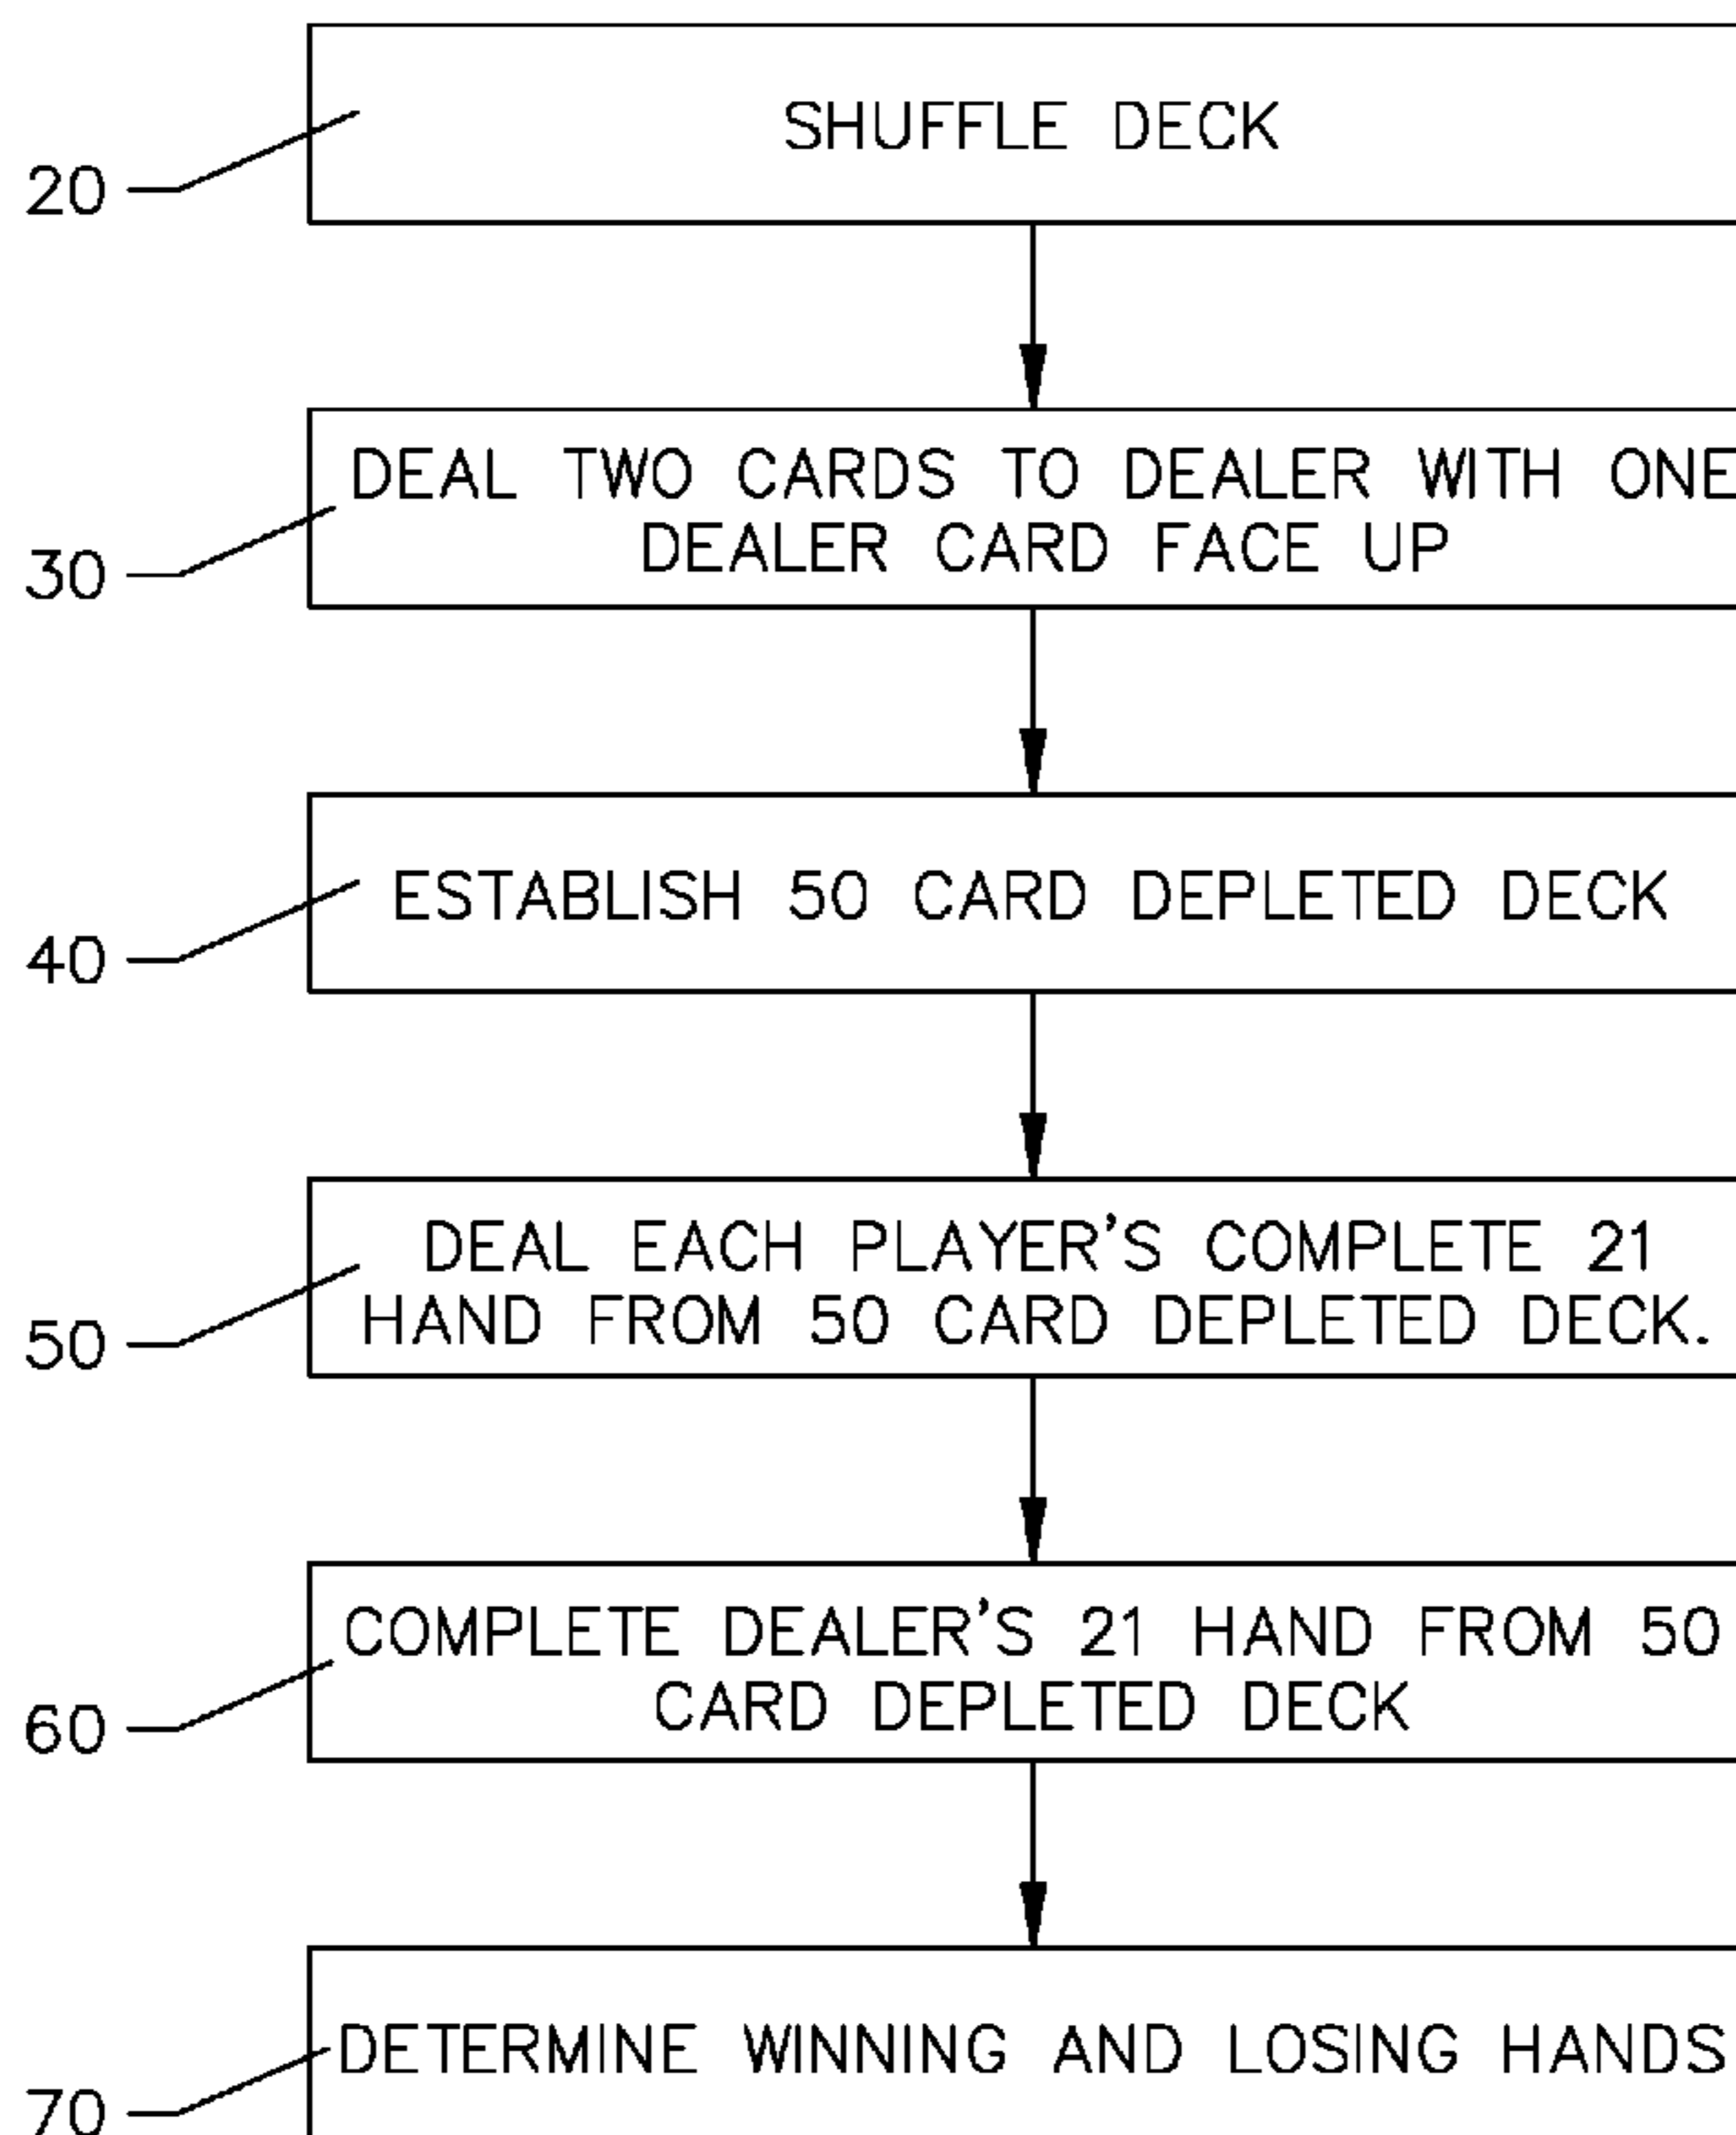 SHUFFLE DECK
20
DEAL TWO CARDS TO DEALER WITH ONE
DEALER CARD FACE UP
30
ESTABLISH 50 CARD DEPLETED DECK
40
DEAL EACH PLAYER'S COMPLETE 21
HAND FROM 50 CARD DEPLETED DECK.
50
COMPLETE DEALER'S 21 HAND FROM 50
CARD DEPLETED DECK
60
DETERMINE WINNING AND LOSING HANDS
70